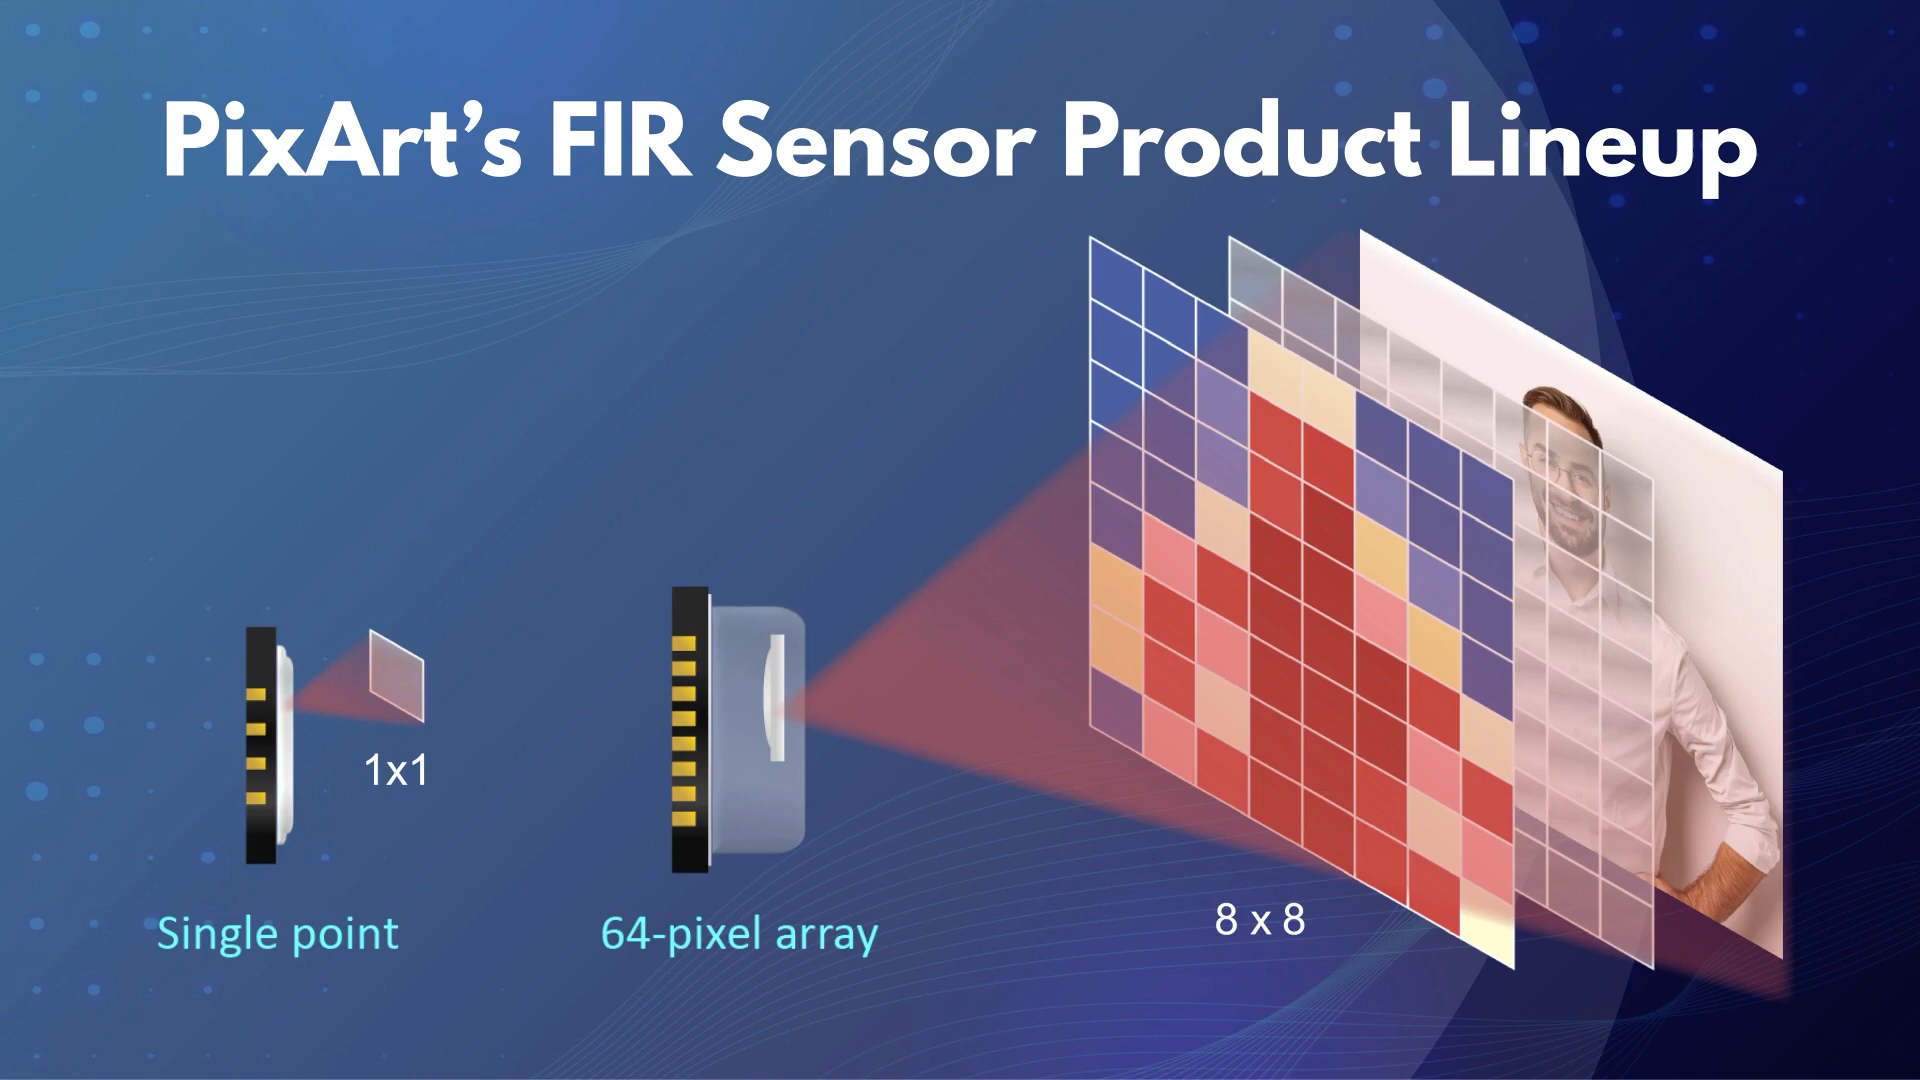 PixArt’s FIR Sensor Product Lineup
1x1
8 x 8
Single point
64-pixel array